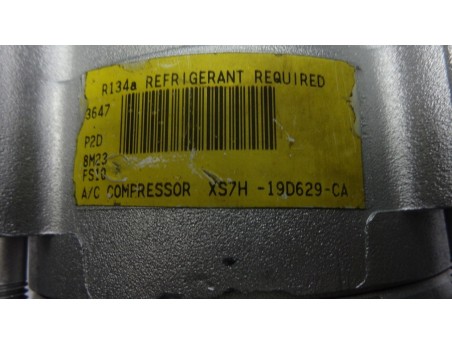 R134a REFRIGERANT REQUIRED
3647
P2D
8M23
FS10
A/C COMPRESSOR XS7H -19D629-CA